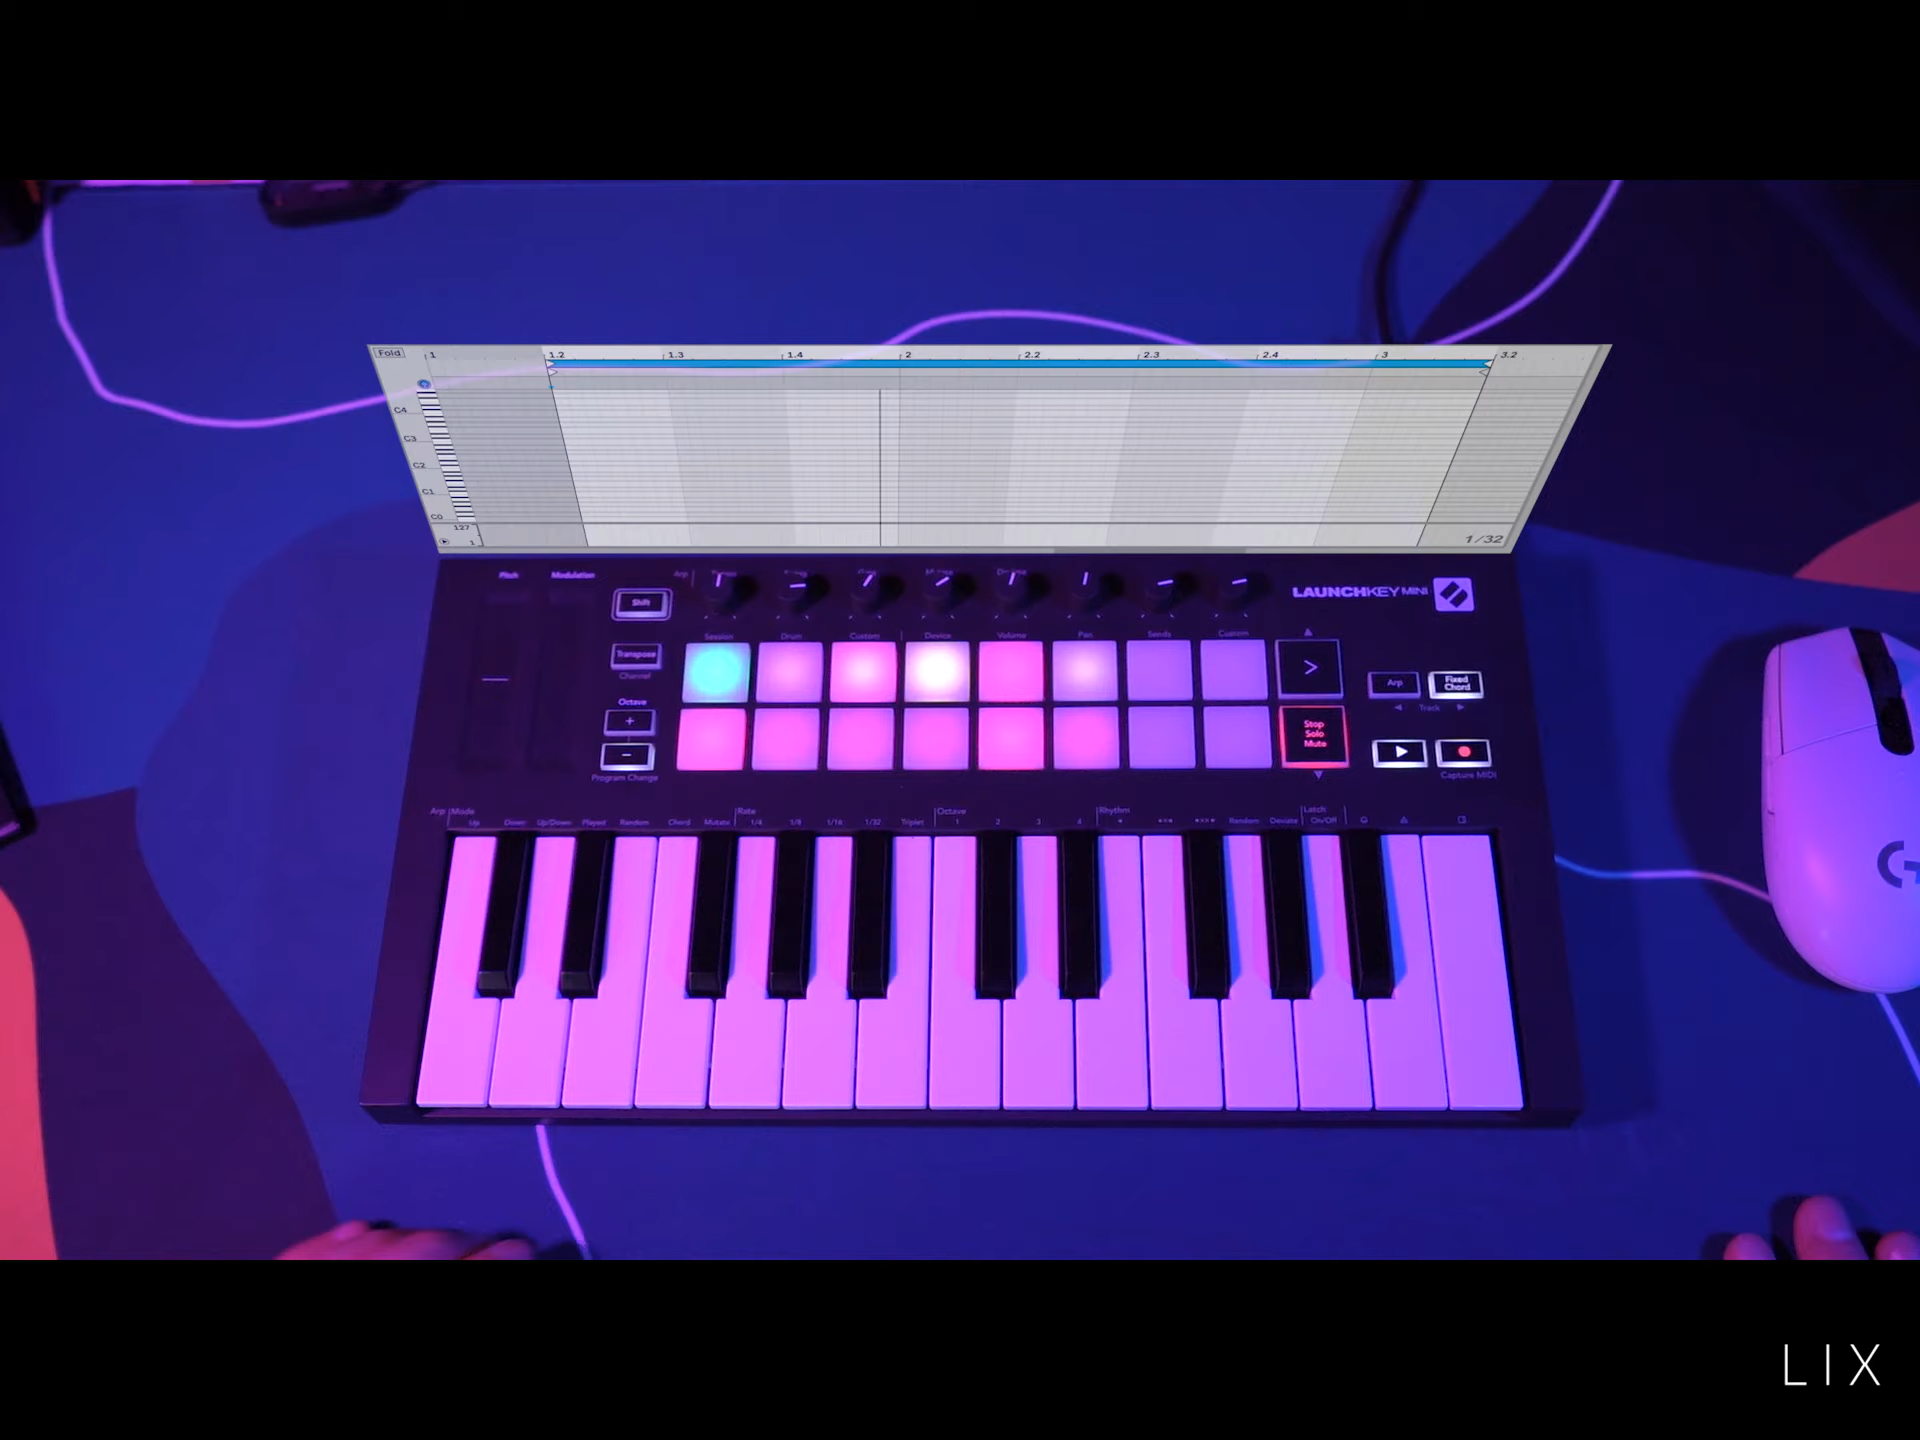 Fold 1 1.2 1.3 1.4 2 2.2 2.3 2.4 3 3.2
C4
C3
C2
C1
C0
127
1
1/32
Pitch Modulation Arp
Shift
LAUNCHKEY MINI
Session Drum Custom Device Volume Pan Sends Custom
Transpose
Channel
>
Arp Fixed Chord
Track
Octave
+
-
Program Change
Stop
Solo
Mute
Capture MIDI
Arp Mode Rate Octave Rhythm Latch
Up Down Up/Down Played Random Chord Mutate 1/4 1/8 1/16 1/32 Triplet 1 2 3 4 Random Deviate On/Off
G
LIX